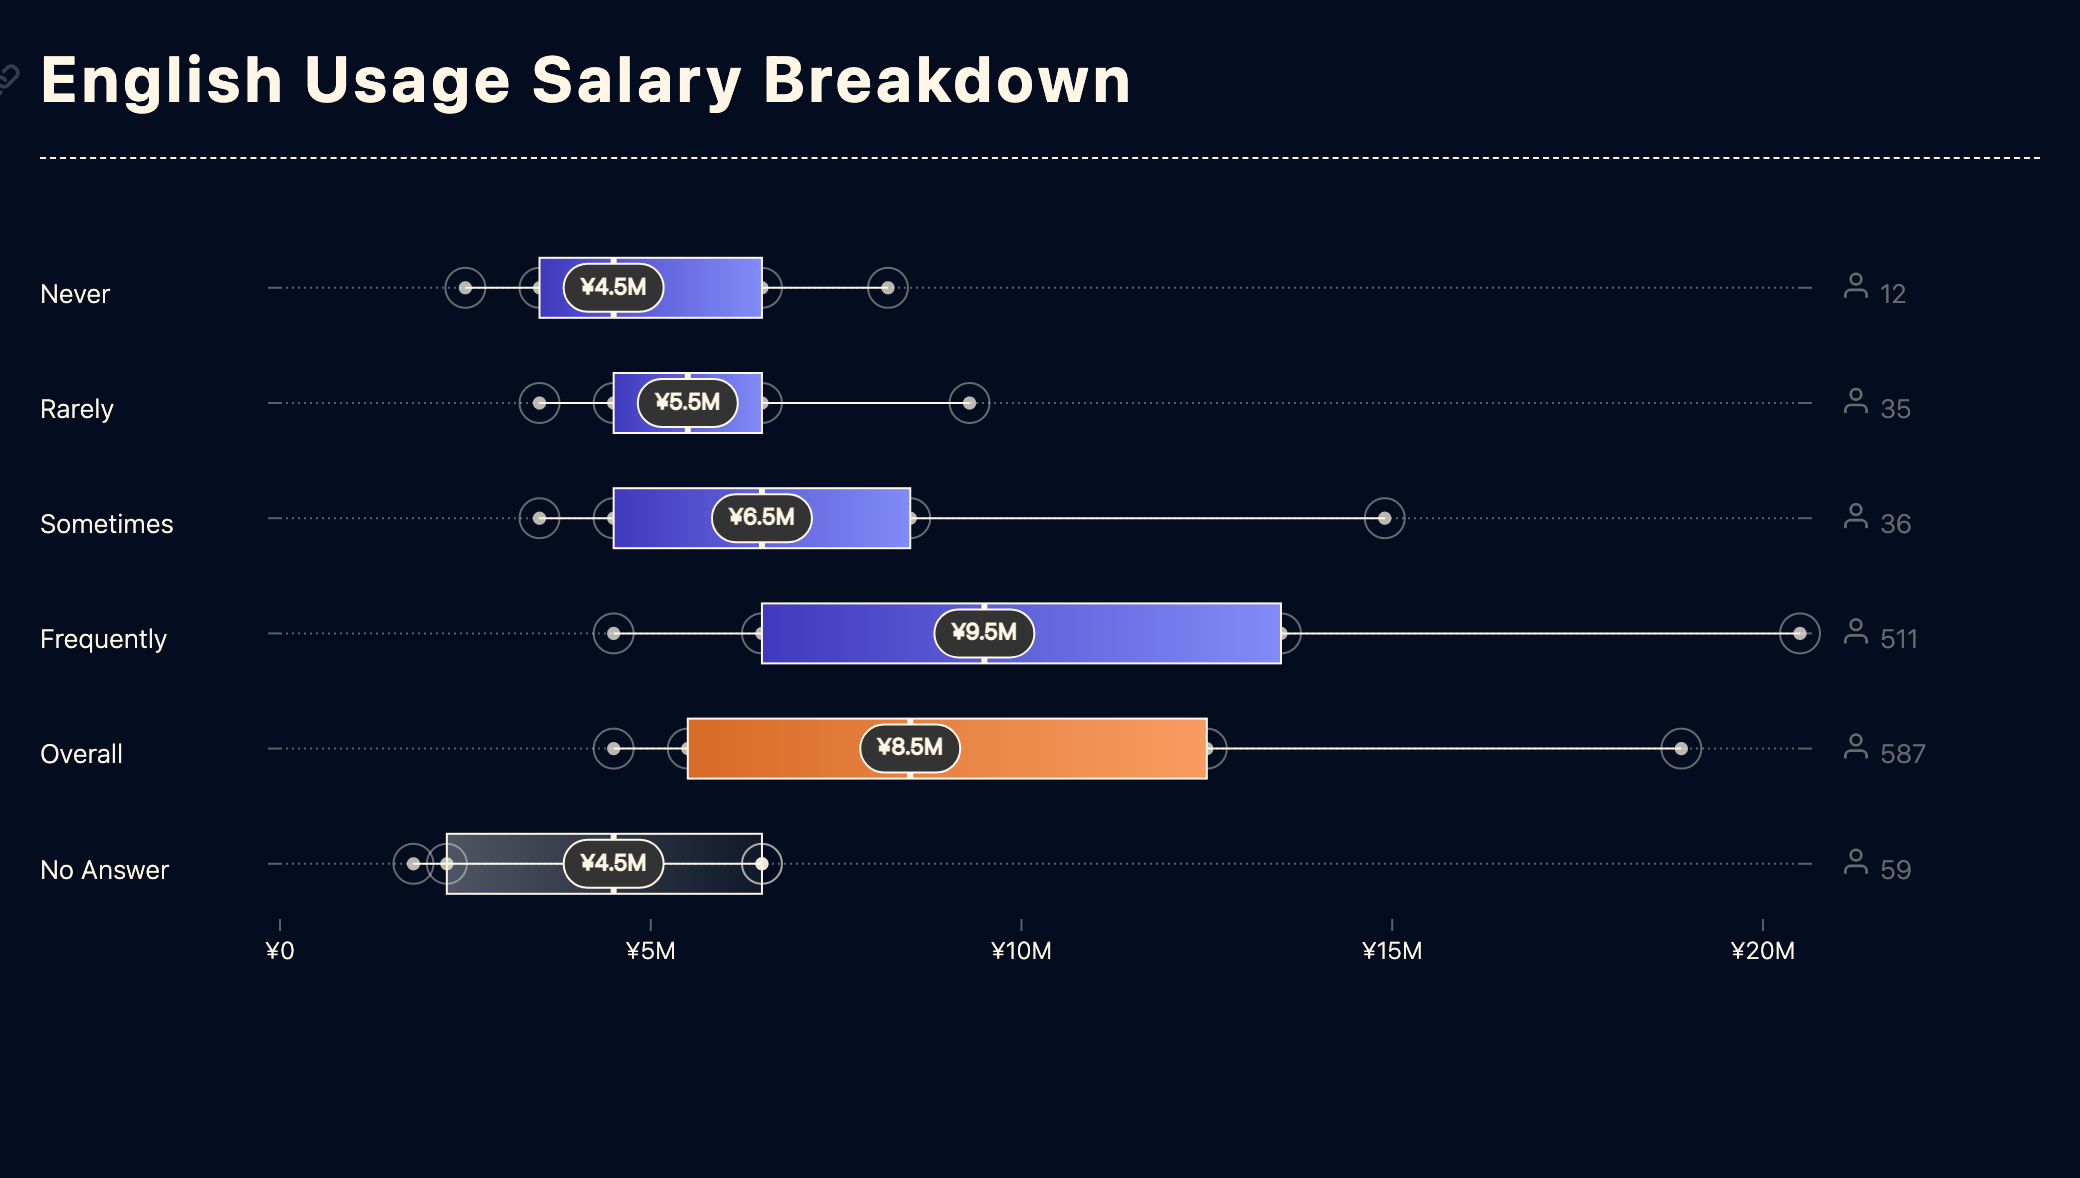 English Usage Salary Breakdown
Never ¥4.5M 12
Rarely ¥5.5M 35
Sometimes ¥6.5M 36
Frequently ¥9.5M 511
Overall ¥8.5M 587
No Answer ¥4.5M 59
¥0 ¥5M ¥10M ¥15M ¥20M